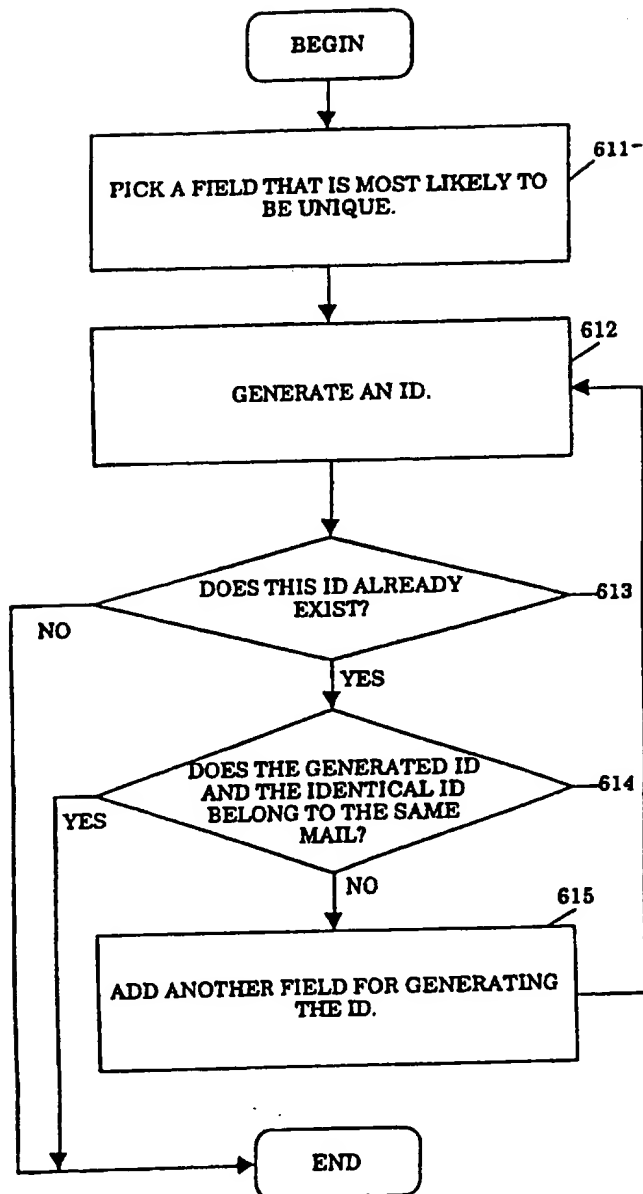 BEGIN
611
PICK A FIELD THAT IS MOST LIKELY TO
BE UNIQUE.
612
GENERATE AN ID.
DOES THIS ID ALREADY
EXIST?
613
NO
YES
DOES THE GENERATED ID
AND THE IDENTICAL ID
BELONG TO THE SAME
MAIL?
614
YES
NO
615
ADD ANOTHER FIELD FOR GENERATING
THE ID.
END